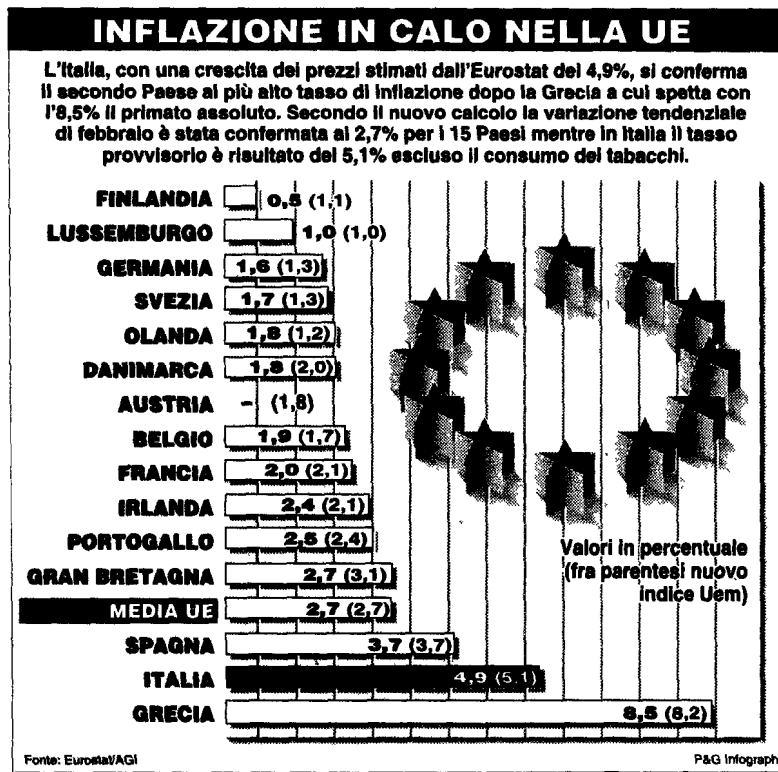 INFLAZIONE IN CALO NELLA UE
L'Italia, con una crescita dei prezzi stimati dall'Eurostat del 4,9%, si conferma
il secondo Paese al più alto tasso di inflazione dopo la Grecia a cui spetta con
l'8,5% il primato assoluto. Secondo il nuovo calcolo la variazione tendenziale
di febbraio è stata confermata al 2,7% per i 15 Paesi mentre in Italia il tasso
provvisorio è risultato del 5,1% escluso il consumo dei tabacchi.
FINLANDIA 0,5 (1,1)
LUSSEMBURGO 1,0 (1,0)
GERMANIA 1,6 (1,3)
SVEZIA 1,7 (1,3)
OLANDA 1,8 (1,2)
DANIMARCA 1,8 (2,0)
AUSTRIA – (1,8)
BELGIO 1,9 (1,7)
FRANCIA 2,0 (2,1)
IRLANDA 2,4 (2,1)
PORTOGALLO 2,5 (2,4)
GRAN BRETAGNA 2,7 (3,1)
MEDIA UE 2,7 (2,7)
SPAGNA 3,7 (3,7)
ITALIA 4,9 (5,1)
GRECIA 8,5 (8,2)
Valori in percentuale
(fra parentesi nuovo
indice Uem)
Fonte: Eurostat/AGI
P&G Infograph